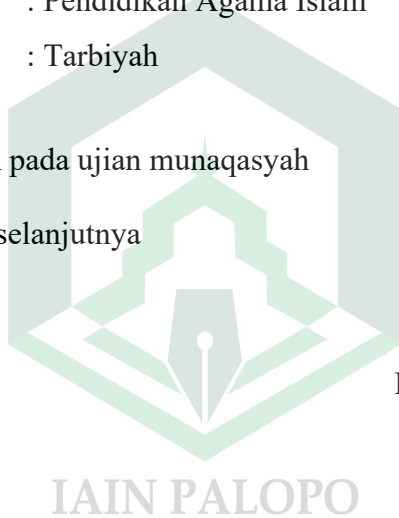 : Pendidikan Agama Islam
: Tarbiyah
pada ujian munaqasyah
selanjutnya
IAIN PALOPO